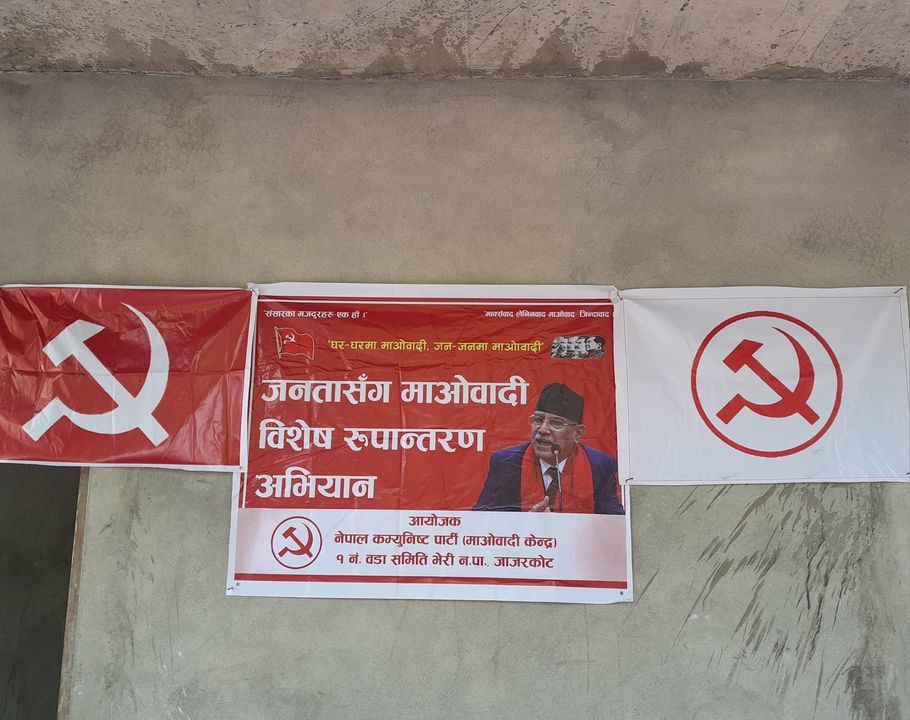 "संसारका मजदुरहरु एक हौं ।"
"मार्क्सवाद-लेनिनवाद माओवाद- जिन्दावाद"
'घर-घरमा माओवादी, जन-जनमा माओवादी'
जनतासँग माओवादी
विशेष रुपान्तरण
अभियान
आयोजक
नेपाल कम्युनिष्ट पार्टी (माओवादी केन्द्र)
१ नं. वडा समिति भेरी न.पा., जाजरकोट